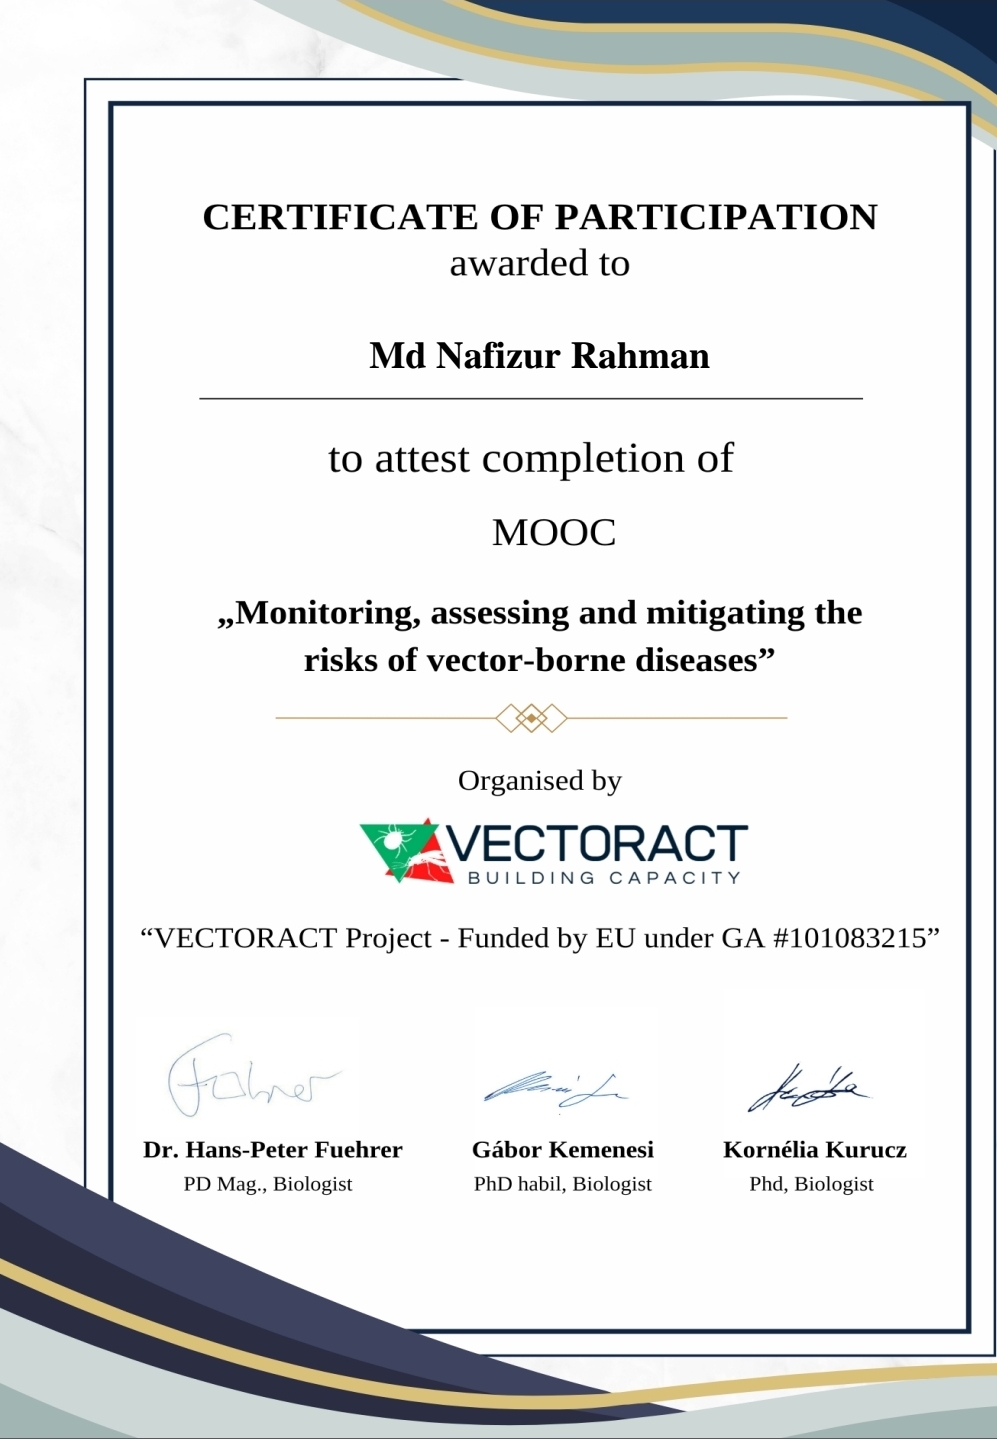 CERTIFICATE OF PARTICIPATION
awarded to
Md Nafizur Rahman
to attest completion of
MOOC
„Monitoring, assessing and mitigating the
risks of vector-borne diseases”
Organised by
VECTORACT
BUILDING CAPACITY
“VECTORACT Project - Funded by EU under GA #101083215”
Dr. Hans-Peter Fuehrer
PD Mag., Biologist
Gábor Kemenesi
PhD habil, Biologist
Kornélia Kurucz
Phd, Biologist